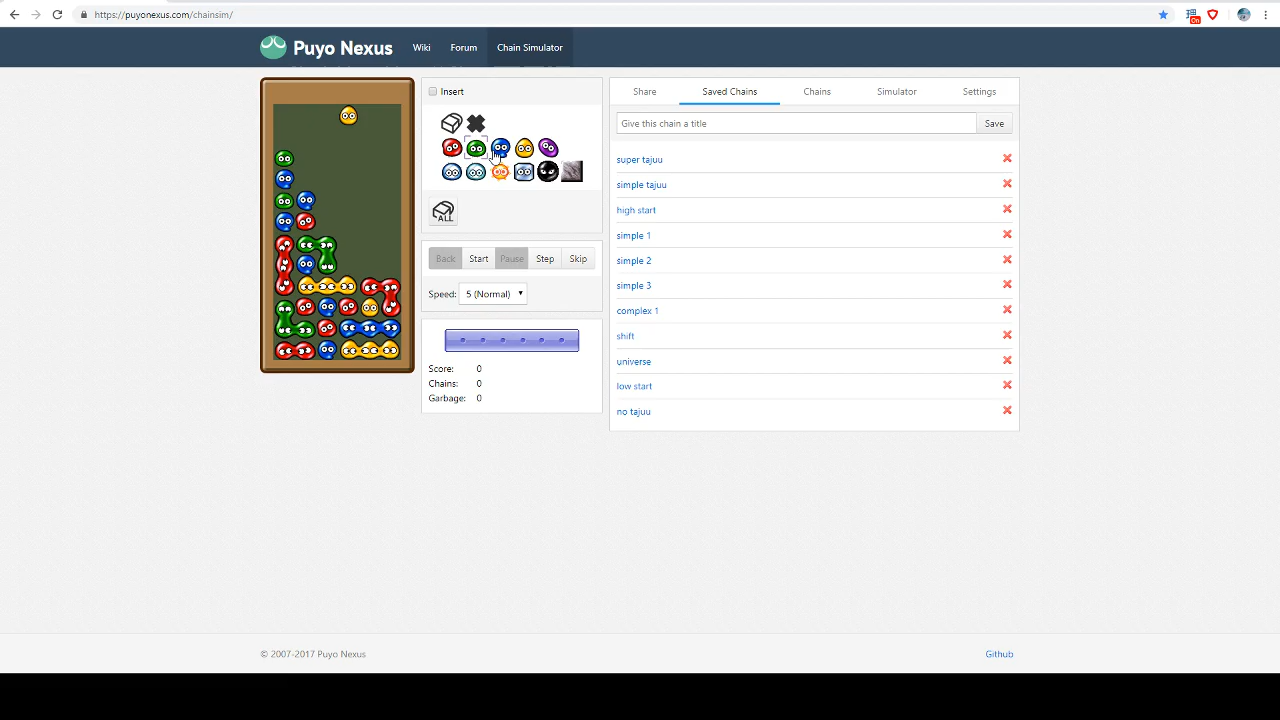 https://puyonexus.com/chainsim/
On
Puyo Nexus
Wiki
Forum
Chain Simulator
Insert
ALL
Back
Start
Pause
Step
Skip
Speed:
5 (Normal)
Score: 0
Chains: 0
Garbage: 0
Share
Saved Chains
Chains
Simulator
Settings
Give this chain a title
Save
super tajuu
simple tajuu
high start
simple 1
simple 2
simple 3
complex 1
shift
universe
low start
no tajuu
© 2007-2017 Puyo Nexus
Github